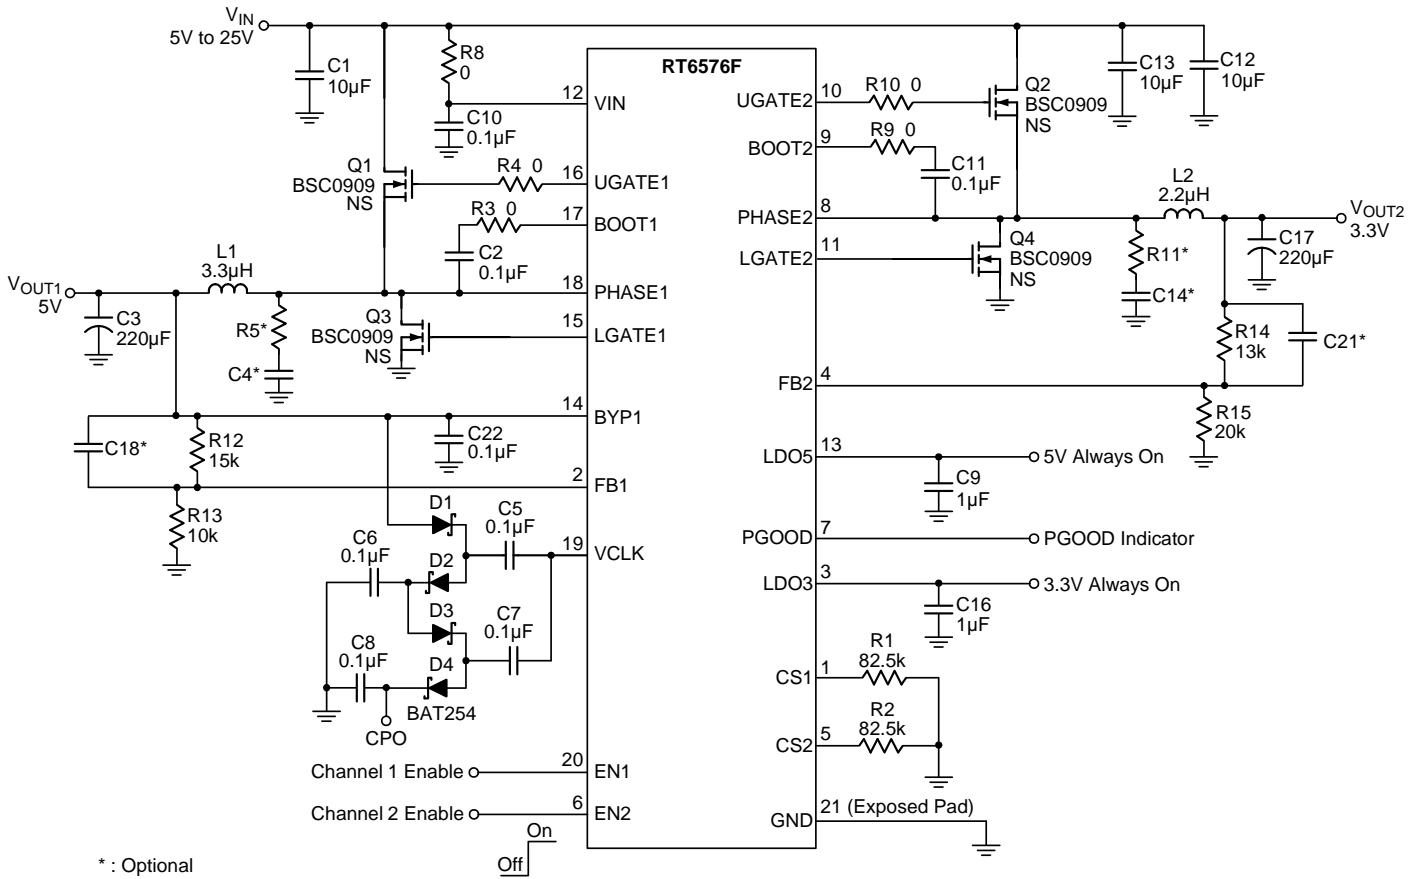 V_IN
5V to 25V
C1
10µF
R8
0
RT6576F
C13
10µF
C12
10µF
12
VIN
C10
0.1µF
10
UGATE2
R10 0
Q2
BSC0909
NS
9
BOOT2
R9 0
C11
0.1µF
Q1
BSC0909
NS
R4 0
16
UGATE1
R3 0
17
BOOT1
C2
0.1µF
8
PHASE2
L2
2.2µH
V_OUT2
3.3V
C17
220µF
11
LGATE2
Q4
BSC0909
NS
R11*
C14*
L1
3.3µH
V_OUT1
5V
C3
220µF
R5*
C4*
18
PHASE1
Q3
BSC0909
NS
15
LGATE1
R14
13k
C21*
4
FB2
R15
20k
14
BYP1
C18*
R12
15k
C22
0.1µF
2
FB1
R13
10k
13
LDO5
5V Always On
C9
1µF
7
PGOOD
PGOOD Indicator
3
LDO3
3.3V Always On
C16
1µF
D1
C5
0.1µF
19
VCLK
C6
0.1µF
D2
D3
C7
0.1µF
C8
0.1µF
D4
BAT254
CPO
1
CS1
R1
82.5k
5
CS2
R2
82.5k
Channel 1 Enable
20
EN1
Channel 2 Enable
6
EN2
21 (Exposed Pad)
GND
On
Off
* : Optional